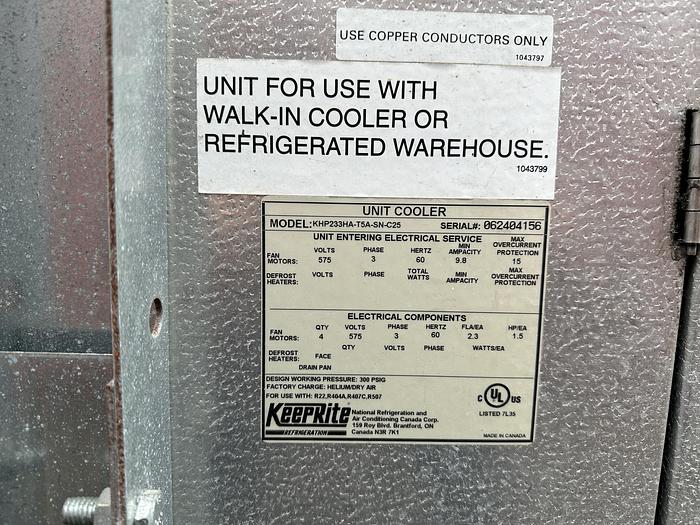 USE COPPER CONDUCTORS ONLY
1043797
UNIT FOR USE WITH
WALK-IN COOLER OR
REFRIGERATED WAREHOUSE.
1043799
UNIT COOLER
MODEL: KHP233HA-T5A-SN-C25 SERIAL#: 062404156
UNIT ENTERING ELECTRICAL SERVICE
VOLTS PHASE HERTZ MIN AMPACITY MAX OVERCURRENT PROTECTION
FAN MOTORS: 575 3 60 9.8 15
DEFROST HEATERS: VOLTS PHASE TOTAL WATTS MIN AMPACITY MAX OVERCURRENT PROTECTION
ELECTRICAL COMPONENTS
QTY VOLTS PHASE HERTZ FLA/EA HP/EA
FAN MOTORS: 4 575 3 60 2.3 1.5
QTY VOLTS PHASE WATTS/EA
DEFROST HEATERS: FACE
DRAIN PAN
DESIGN WORKING PRESSURE: 300 PSIG
FACTORY CHARGE: HELIUM/DRY AIR
FOR USE WITH: R22,R404A,R407C,R507
KEEPRITE
REFRIGERATION
National Refrigeration and
Air Conditioning Canada Corp.
159 Roy Blvd. Brantford, ON
Canada N3R 7K1
C UL US
LISTED 7L35
MADE IN CANADA